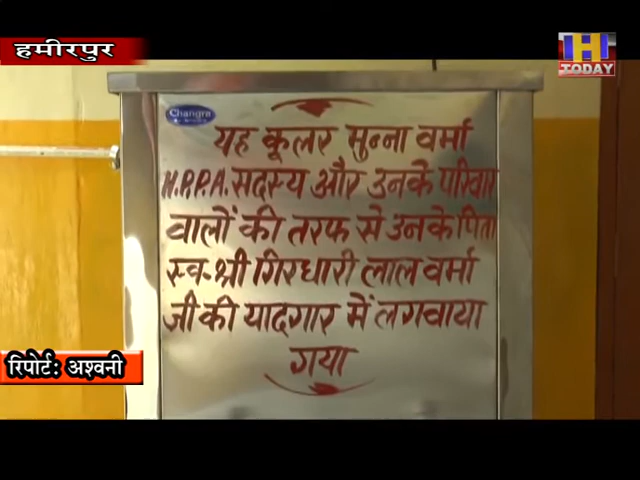 हमीरपुर
IHI
TODAY
Changra
यह कूलर मुन्ना वर्मा
H.P.P.A. सदस्य और उनके परिवार
वालों की तरफ से उनके पिता
स्व-श्री गिरधारी लाल वर्मा
जी की यादगार में लगवाया
गया
रिपोर्ट: अश्वनी